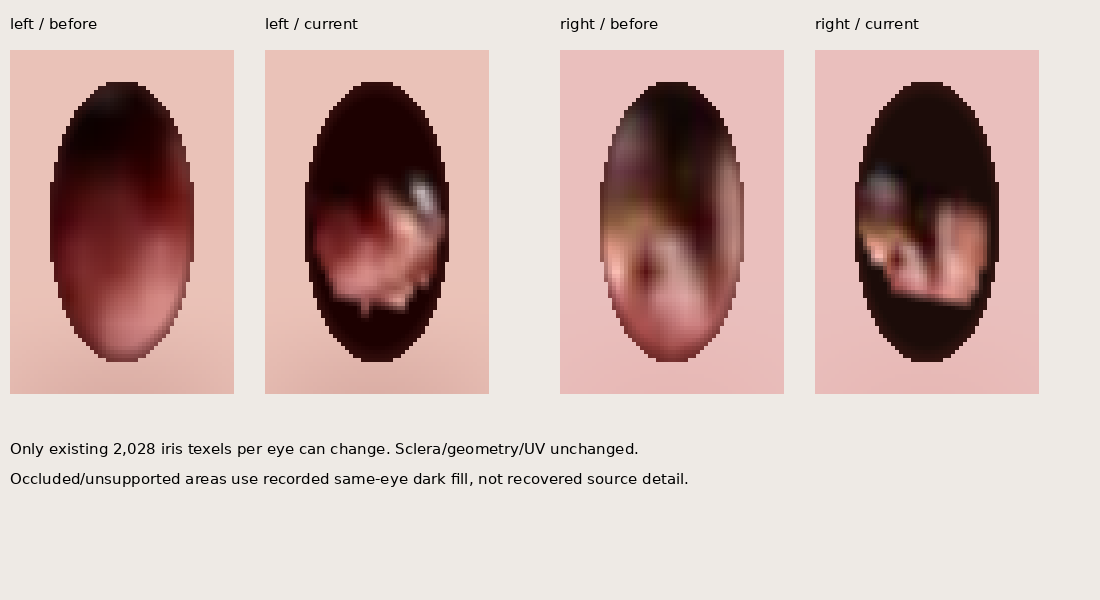 left / before
left / current
right / before
right / current
Only existing 2,028 iris texels per eye can change. Sclera/geometry/UV unchanged.
Occluded/unsupported areas use recorded same-eye dark fill, not recovered source detail.